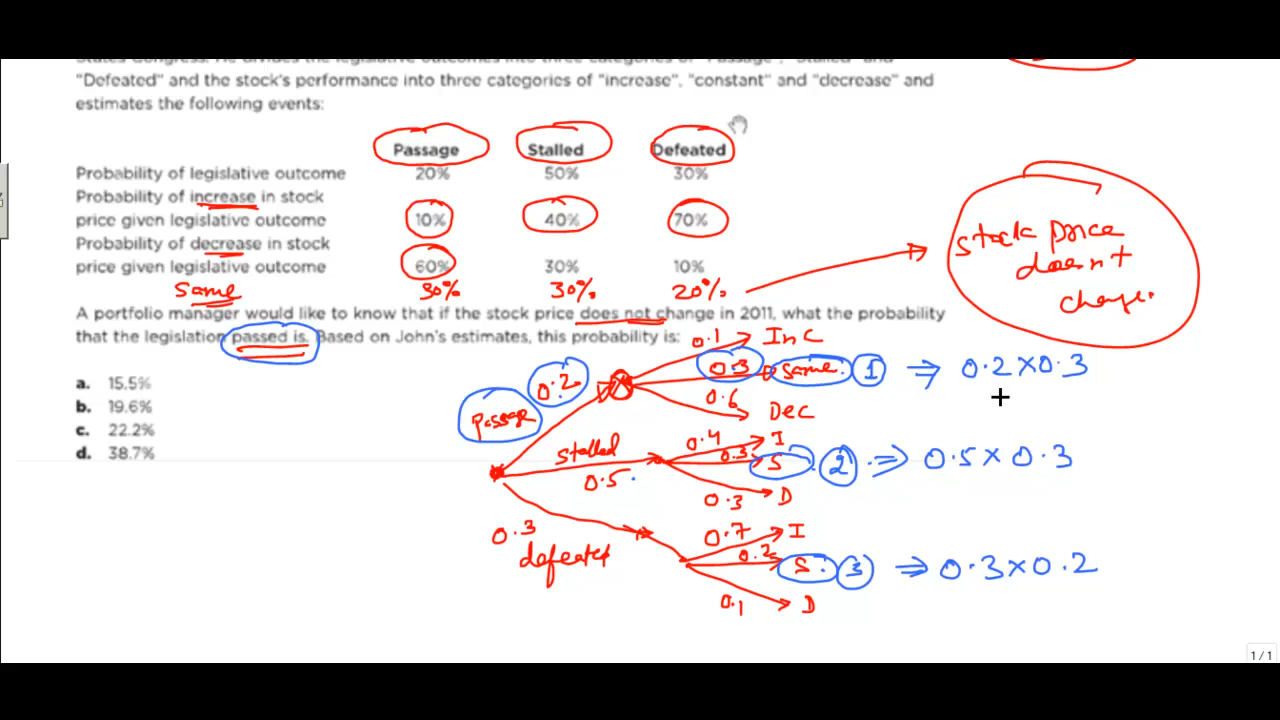 "Defeated" and the stock's performance into three categories of "increase", "constant" and "decrease" and
estimates the following events:
Passage Stalled Defeated
Probability of legislative outcome 20% 50% 30%
Probability of increase in stock
price given legislative outcome 10% 40% 70%
Probability of decrease in stock
price given legislative outcome 60% 30% 10%
Same 30% 30% 20%
stock price
doesnt
change.
A portfolio manager would like to know that if the stock price does not change in 2011, what the probability
that the legislation passed is. Based on John's estimates, this probability is:
a. 15.5%
b. 19.6%
c. 22.2%
d. 38.7%
passage 0.2
0.1 Inc
0.3 same. 1 ⇒ 0.2×0.3
0.6 Dec
stalled
0.5
0.4 I
0.3 S 2 ⇒ 0.5×0.3
0.3 D
0.3
defeated
0.7 I
0.2 S. 3 ⇒ 0.3×0.2
0.1 D
1/1